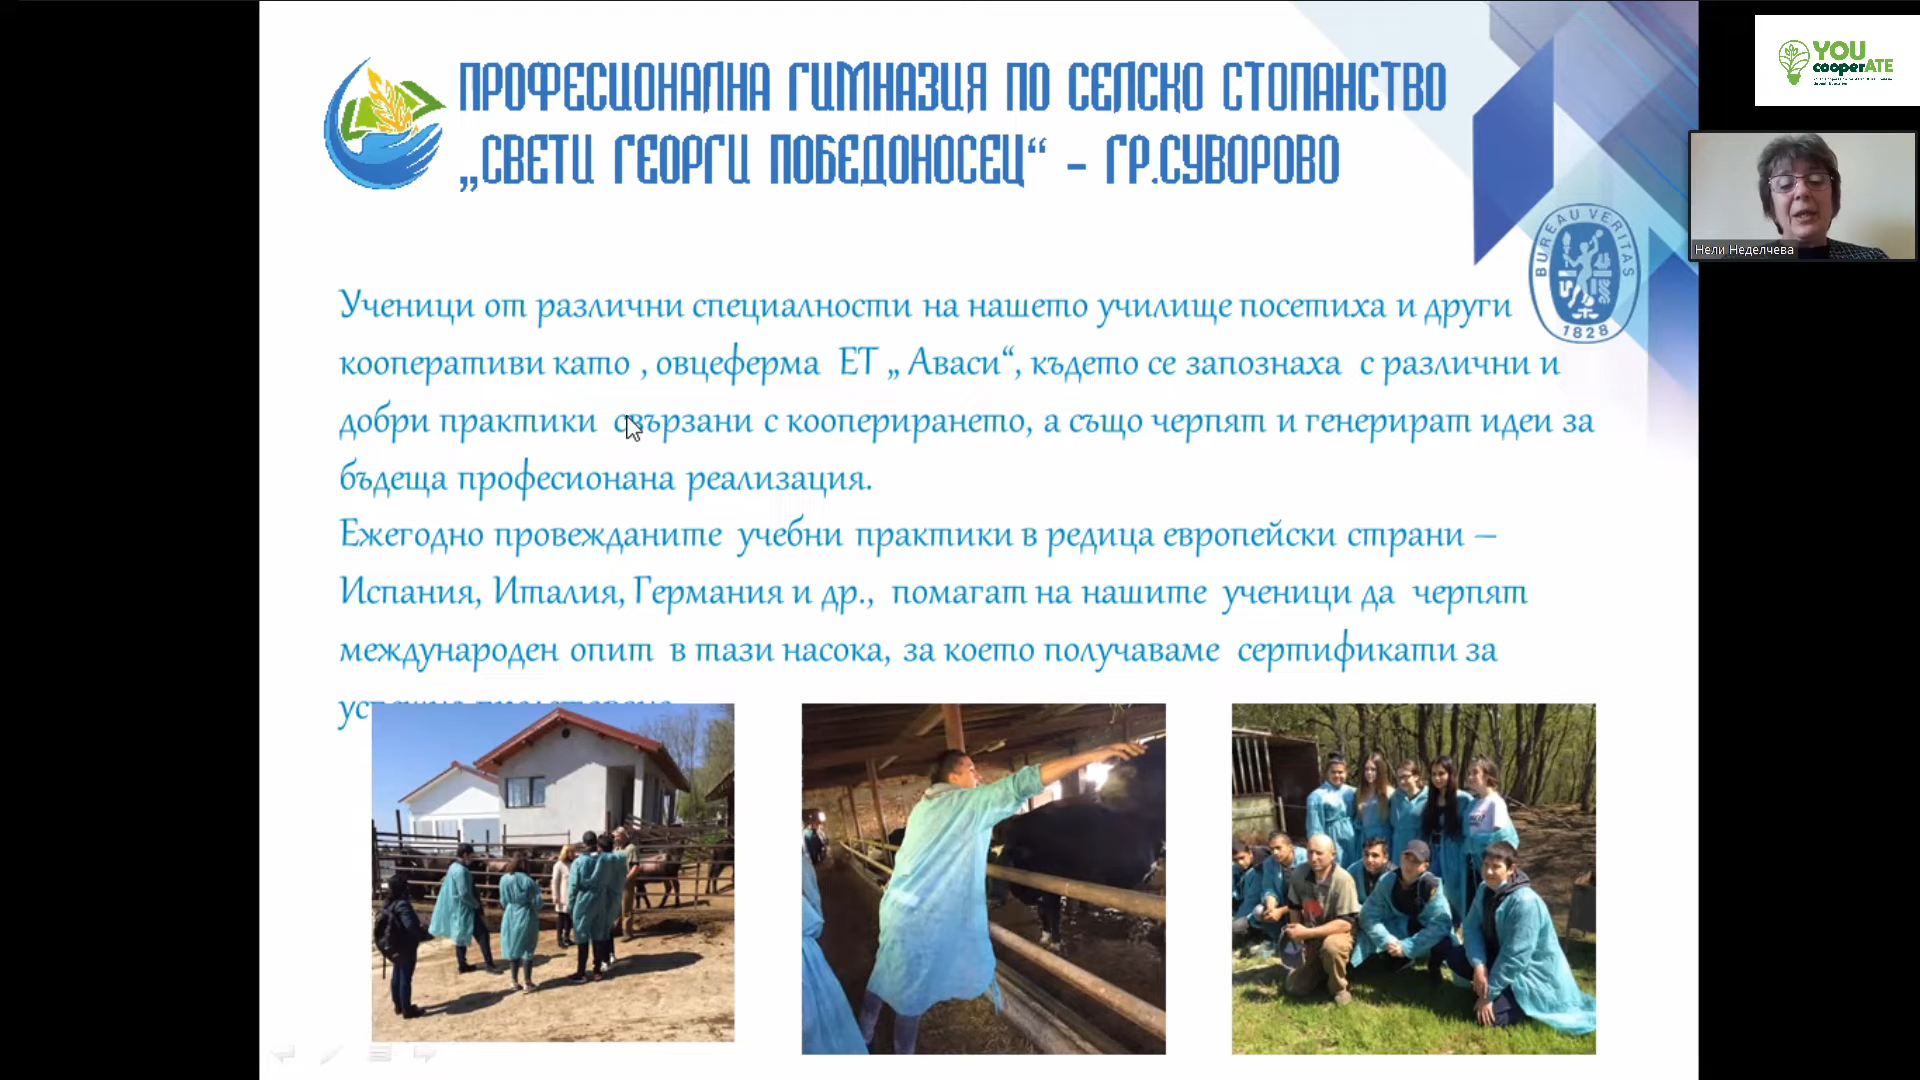 ПРОФЕСИОНАЛНА ГИМНАЗИЯ ПО СЕЛСКО СТОПАНСТВО
„СВЕТИ ГЕОРГИ ПОБЕДОНОСЕЦ“ – ГР.СУВОРОВО
YOU
cooperATE
Нели Неделчева
BUREAU VERITAS
1828
Ученици от различни специалности на нашето училище посетиха и други
кооперативи като , овцеферма ЕТ „ Аваси“, където се запознаха с различни и
добри практики свързани с кооперирането, а също черпят и генерират идеи за
бъдеща професионана реализация.
Ежегодно провежданите учебни практики в редица европейски страни –
Испания, Италия, Германия и др., помагат на нашите ученици да черпят
международен опит в тази насока, за което получаваме сертификати за